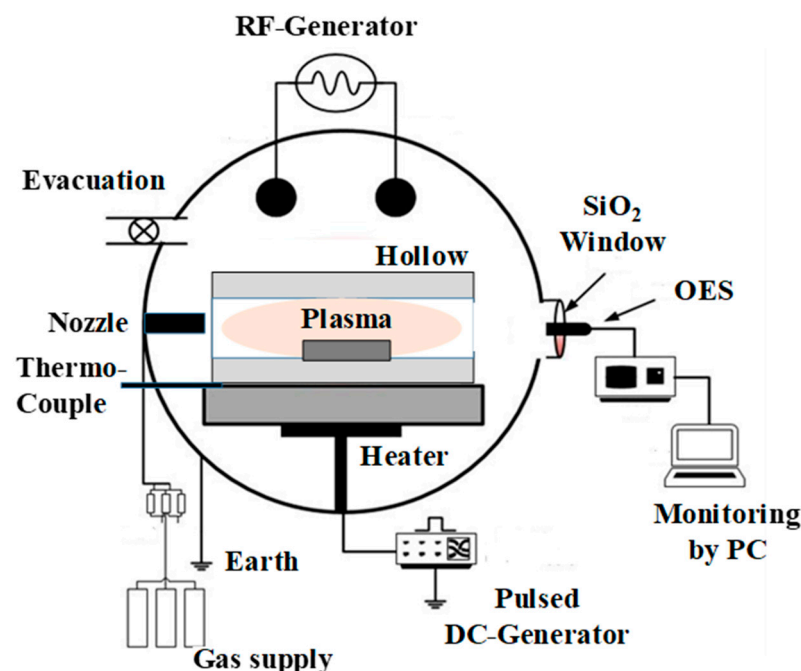 RF-Generator
Evacuation
SiO₂
Window
Hollow
OES
Nozzle
Plasma
Thermo-
Couple
Heater
Monitoring
by PC
Earth
Pulsed
DC-Generator
Gas supply